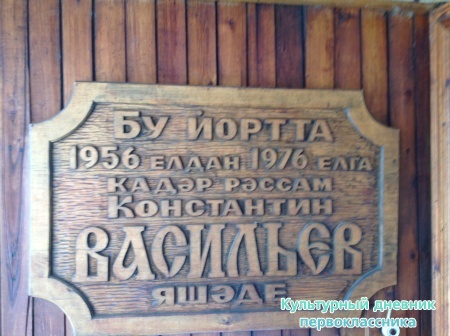 Бу йортта
1956 елдан 1976 елга
кадәр рәссам
Константин
Васильев
яшәде
Культурный дневник
первоклассника